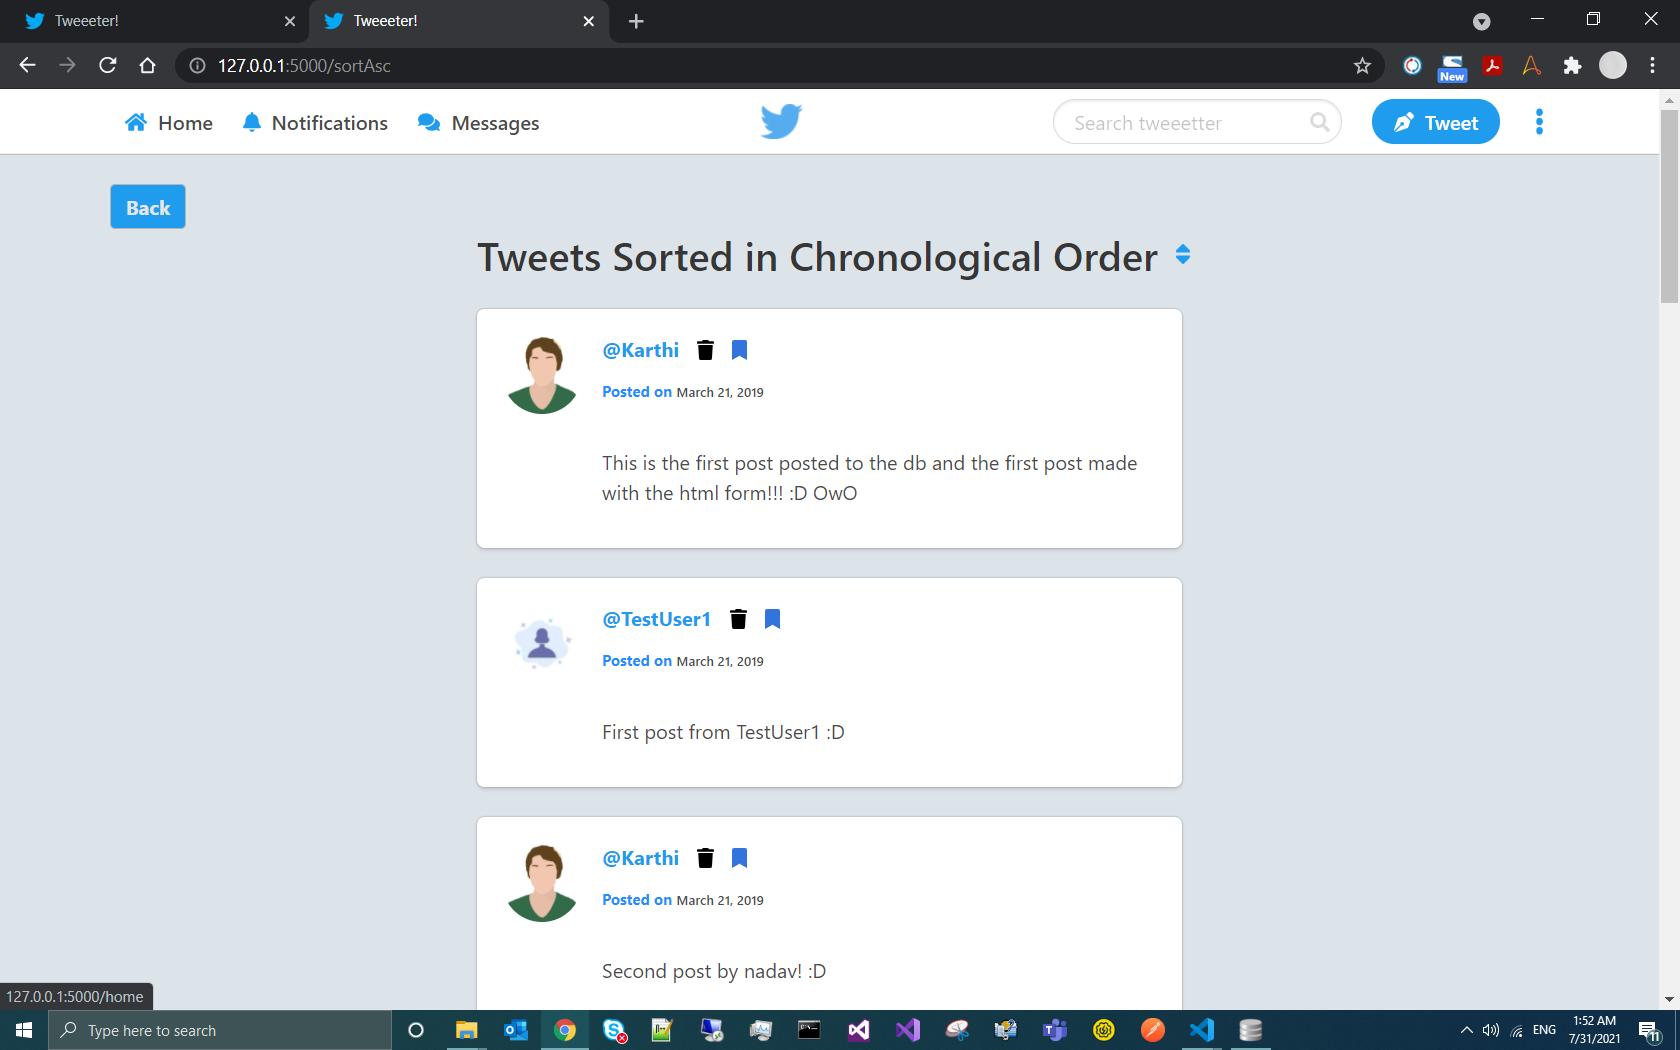 Tweeeter!
Tweeeter!
127.0.0.1:5000/sortAsc
New
Home
Notifications
Messages
Search tweeetter
Tweet
Back
Tweets Sorted in Chronological Order
@Karthi
Posted on March 21, 2019
This is the first post posted to the db and the first post made
with the html form!!! :D OwO
@TestUser1
Posted on March 21, 2019
First post from TestUser1 :D
@Karthi
Posted on March 21, 2019
Second post by nadav! :D
127.0.0.1:5000/home
Type here to search
ENG
1:52 AM
7/31/2021
11